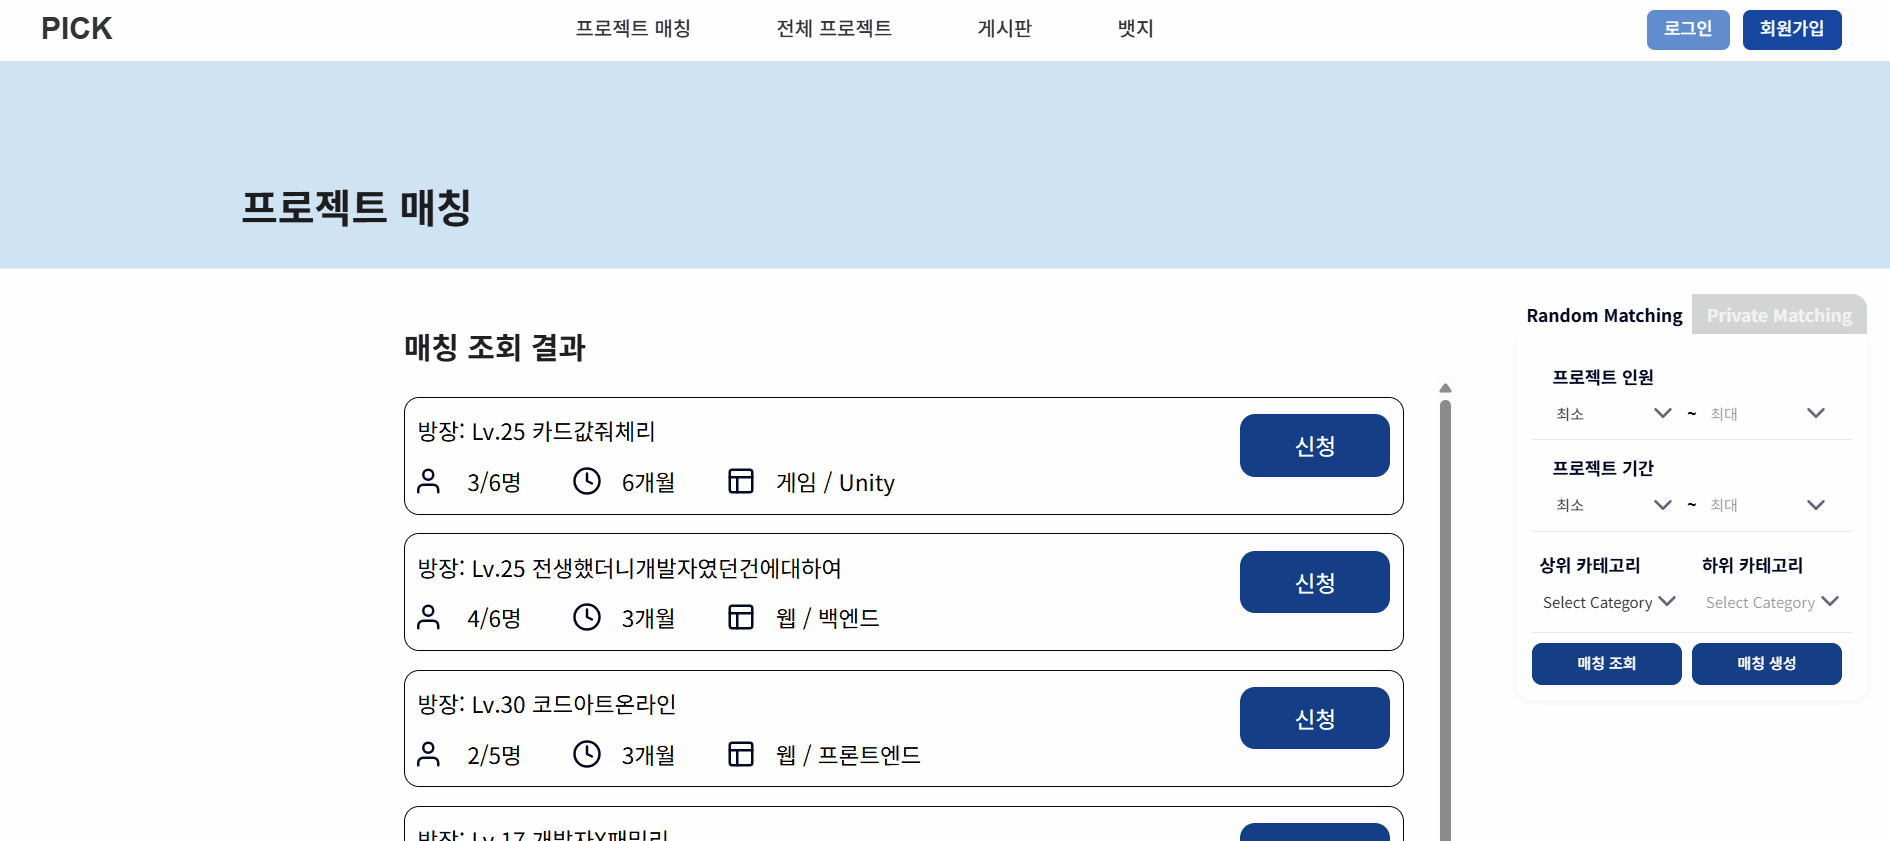 PICK
프로젝트 매칭
전체 프로젝트
게시판
뱃지
로그인
회원가입
프로젝트 매칭
매칭 조회 결과
방장: Lv.25 카드값줘체리
신청
3/6명
6개월
게임 / Unity
방장: Lv.25 전생했더니개발자였던건에대하여
신청
4/6명
3개월
웹 / 백엔드
방장: Lv.30 코드아트온라인
신청
2/5명
3개월
웹 / 프론트엔드
방장: Lv.17 개발자X패밀리
Random Matching
Private Matching
프로젝트 인원
최소 ~ 최대
프로젝트 기간
최소 ~ 최대
상위 카테고리 하위 카테고리
Select Category Select Category
매칭 조회
매칭 생성